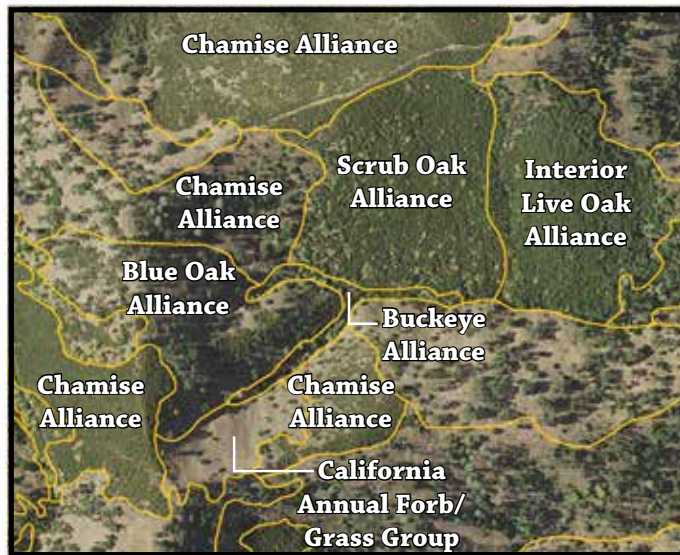 Chamise Alliance
Scrub Oak
Alliance
Interior
Live Oak
Alliance
Chamise
Alliance
Blue Oak
Alliance
Buckeye
Alliance
Chamise
Alliance
Chamise
Alliance
California
Annual Forb/
Grass Group